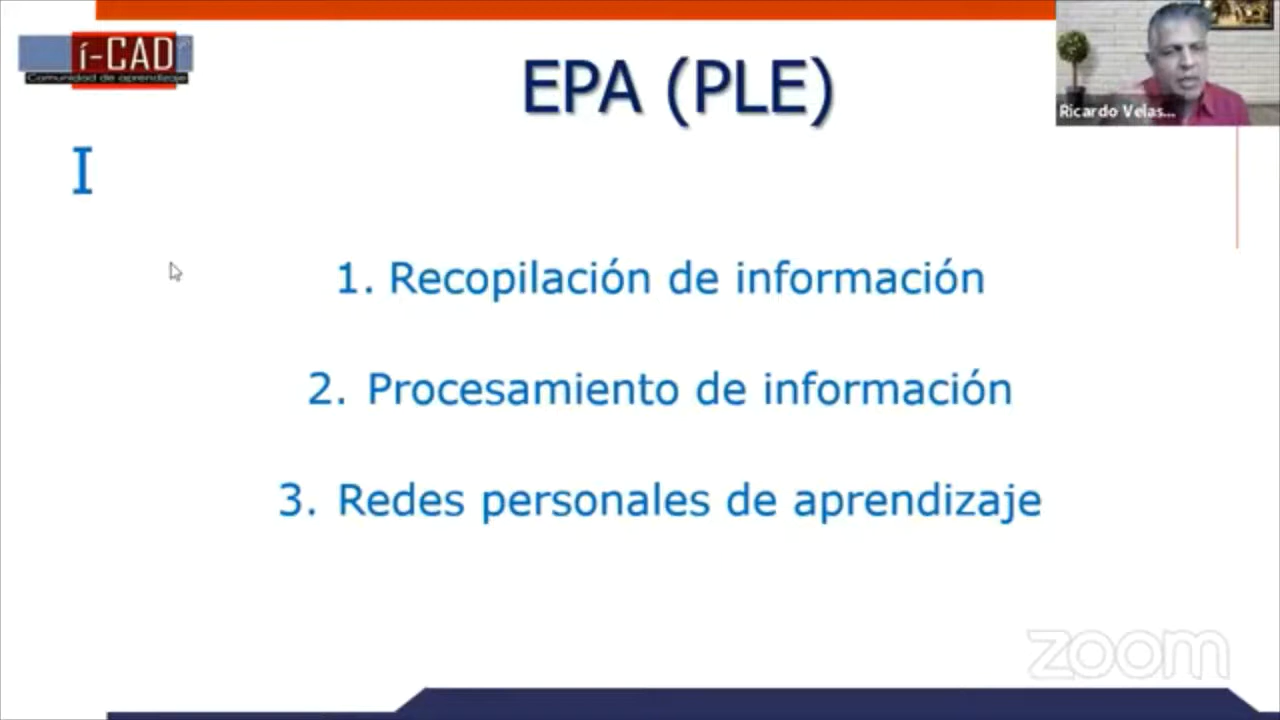 í-CAD
Comunidad de aprendizaje
EPA (PLE)
Ricardo Velas...
I
1. Recopilación de información
2. Procesamiento de información
3. Redes personales de aprendizaje
zoom